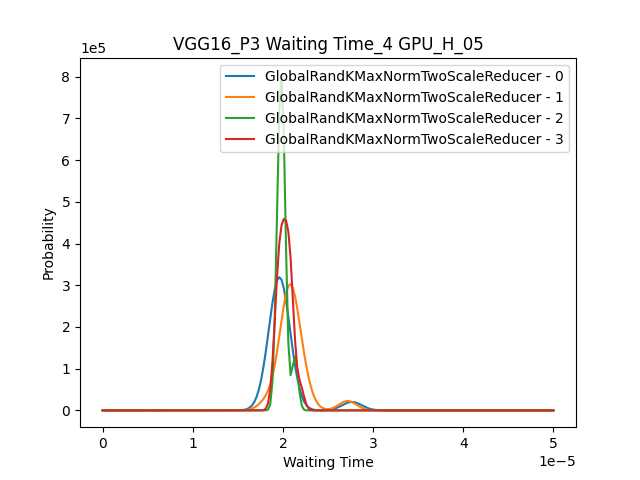 VGG16_P3 Waiting Time_4 GPU_H_05
1e5
GlobalRandKMaxNormTwoScaleReducer - 0
GlobalRandKMaxNormTwoScaleReducer - 1
GlobalRandKMaxNormTwoScaleReducer - 2
GlobalRandKMaxNormTwoScaleReducer - 3
8
7
6
5
4
3
2
1
0
Probability
0 1 2 3 4 5
1e−5
Waiting Time